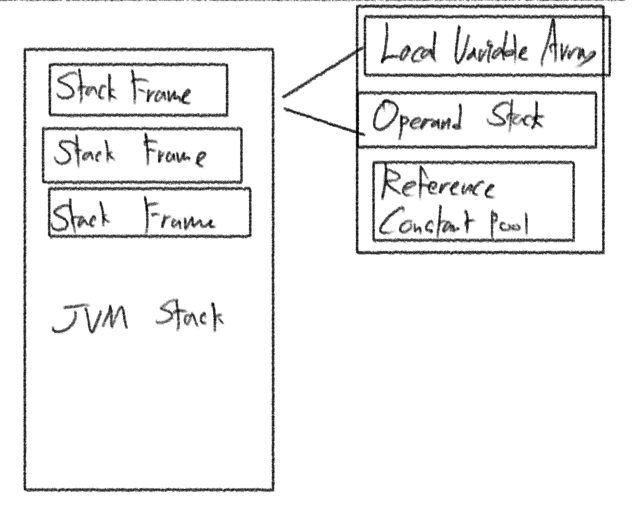 Stack Frame
Stack Frame
Stack Frame
JVM Stack
Local Variable Array
Operand Stack
Reference
Constant Pool